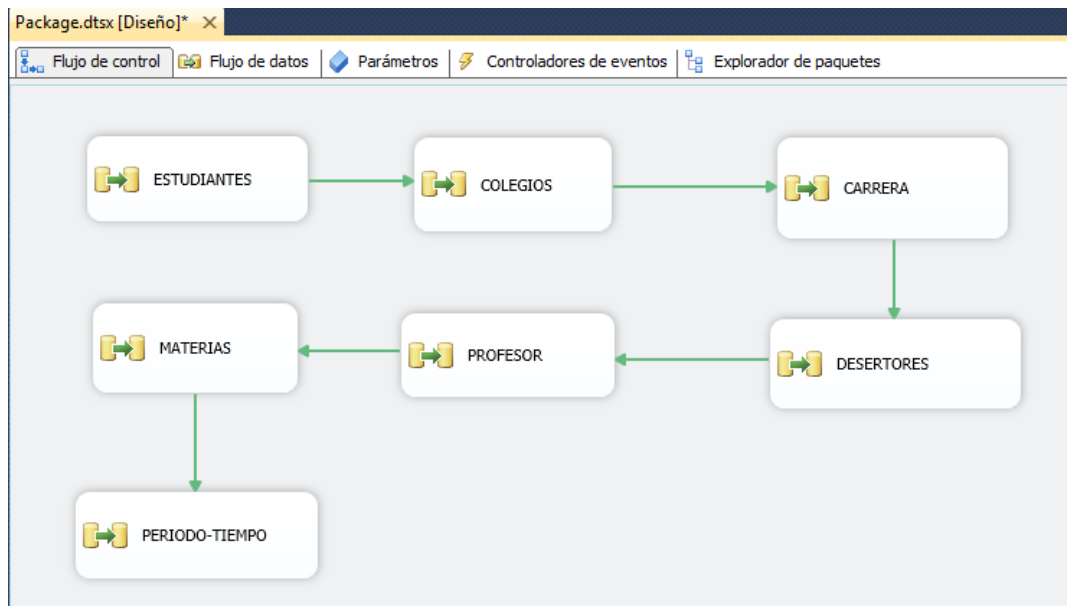 Package.dtsx [Diseño]* X
Flujo de control Flujo de datos Parámetros Controladores de eventos Explorador de paquetes
ESTUDIANTES
COLEGIOS
CARRERA
MATERIAS
PROFESOR
DESERTORES
PERIODO-TIEMPO